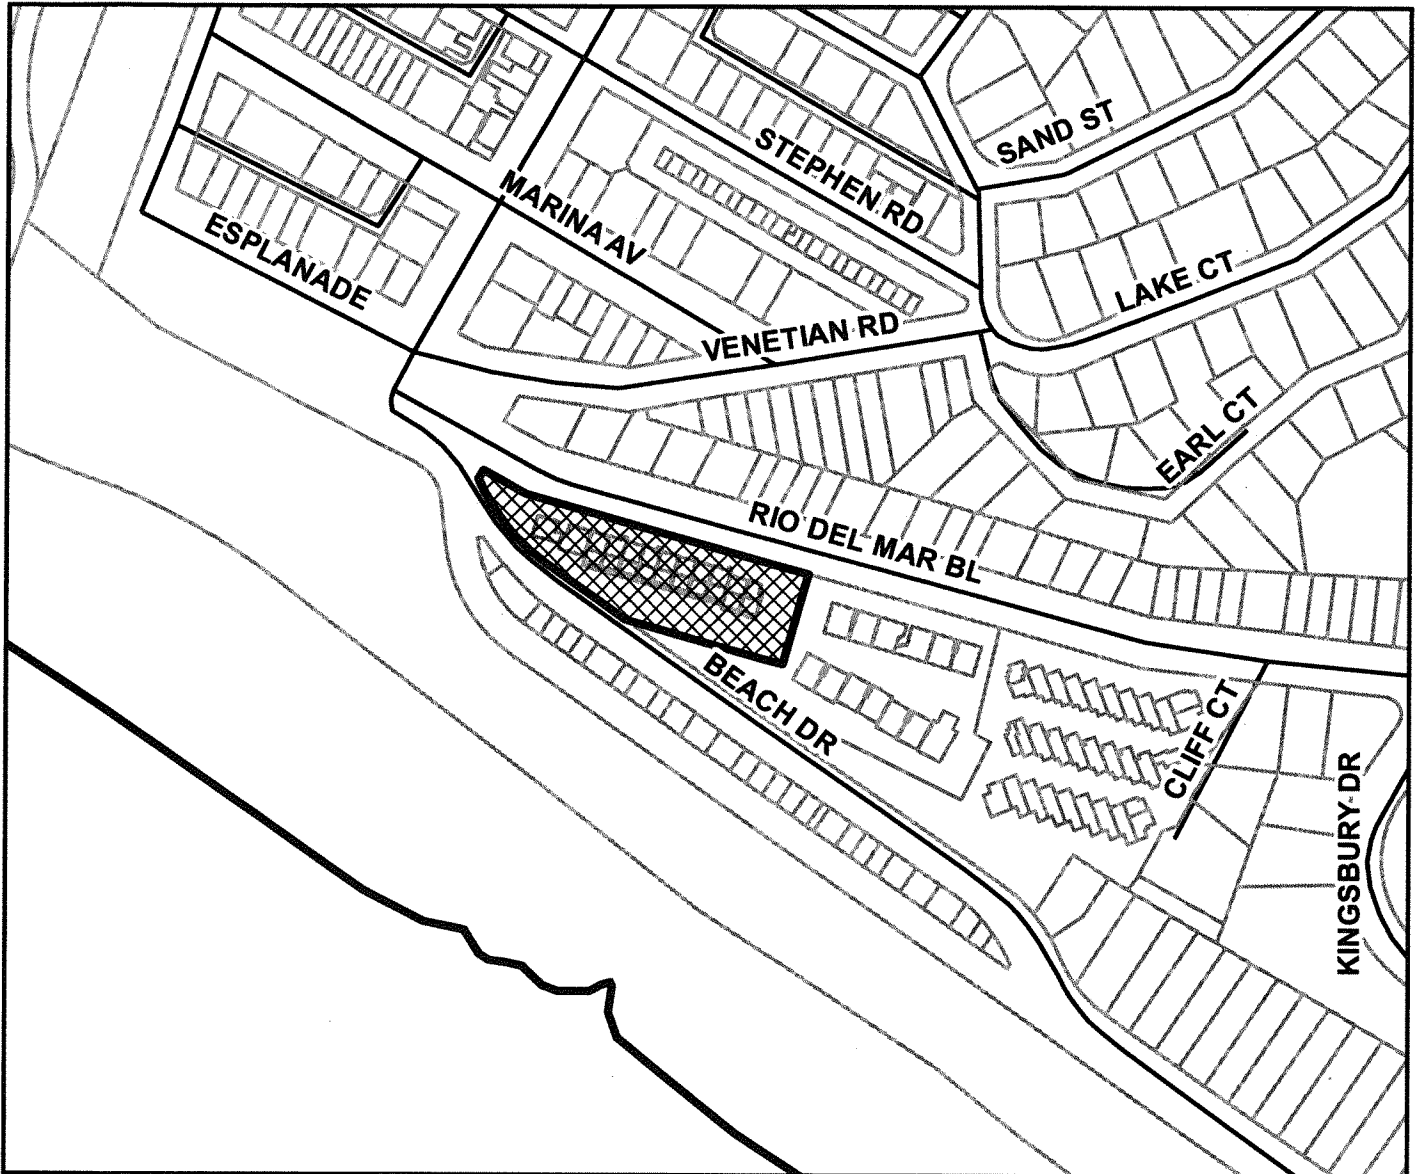 SAND ST
STEPHEN RD
MARINA AV
ESPLANADE
LAKE CT
VENETIAN RD
EARL CT
RIO DEL MAR BL
BEACH DR
CLIFF CT
KINGSBURY DR